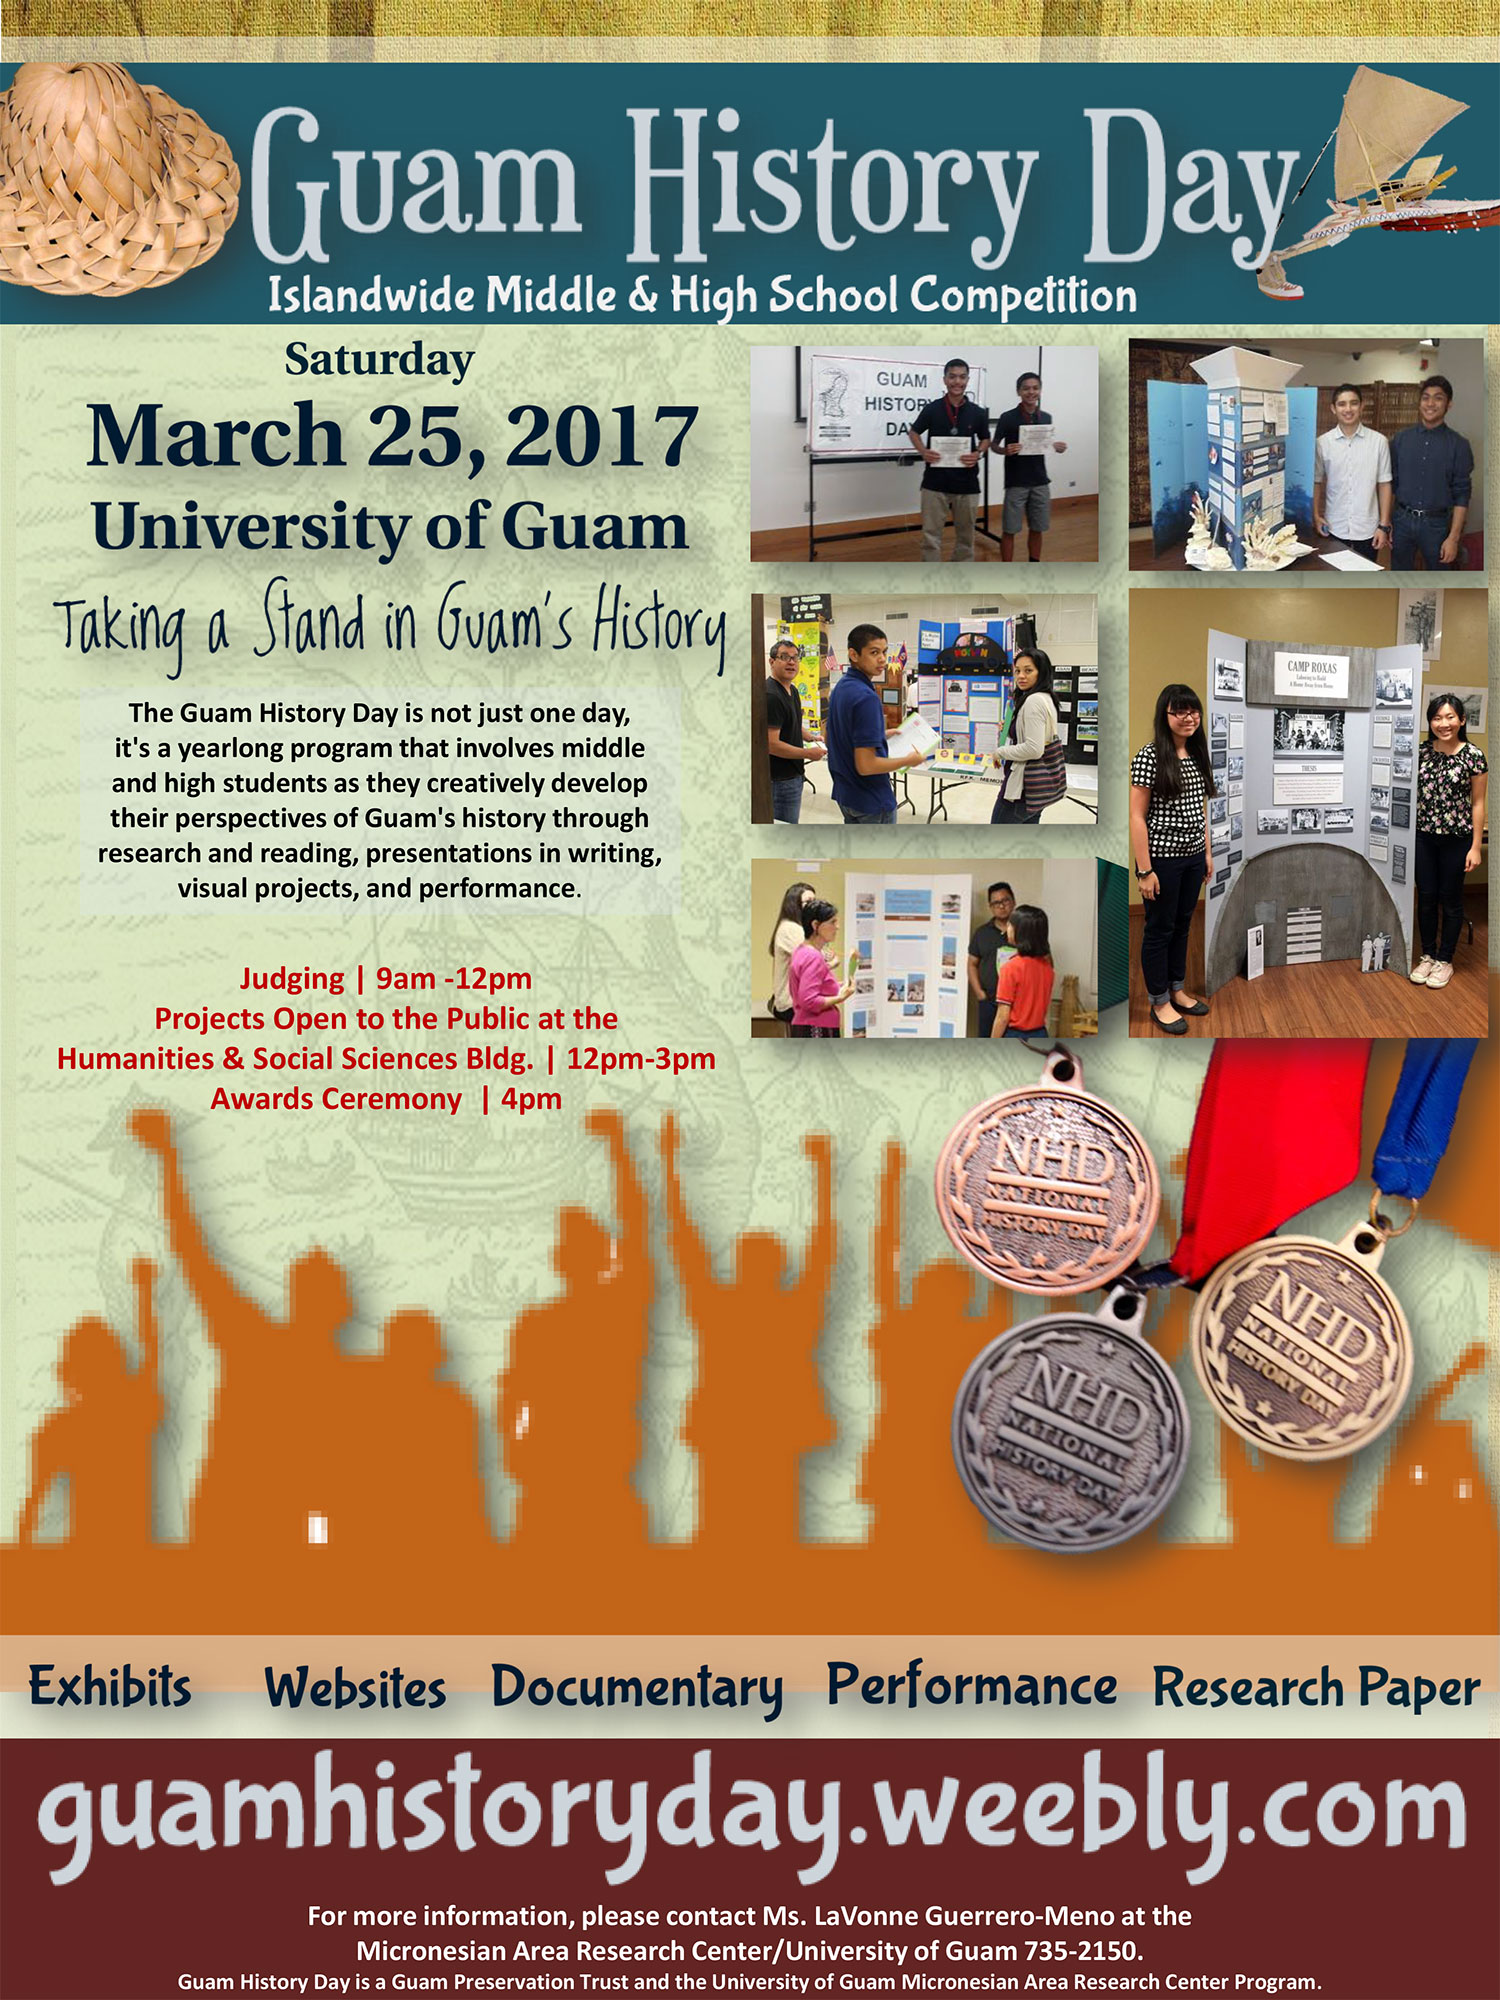 Guam History Day
Islandwide Middle & High School Competition
Saturday
March 25, 2017
University of Guam
Taking a Stand in Guam's History
The Guam History Day is not just one day,
it's a yearlong program that involves middle
and high students as they creatively develop
their perspectives of Guam's history through
research and reading, presentations in writing,
visual projects, and performance.
Judging | 9am -12pm
Projects Open to the Public at the
Humanities & Social Sciences Bldg. | 12pm-3pm
Awards Ceremony | 4pm
GUAM
HISTORY
DAY
CAMP ROXAS
THESIS
NHD
NATIONAL
HISTORY DAY
NHD
NATIONAL
HISTORY DAY
NHD
NATIONAL
HISTORY DAY
Exhibits Websites Documentary Performance Research Paper
guamhistoryday.weebly.com
For more information, please contact Ms. LaVonne Guerrero-Meno at the
Micronesian Area Research Center/University of Guam 735-2150.
Guam History Day is a Guam Preservation Trust and the University of Guam Micronesian Area Research Center Program.